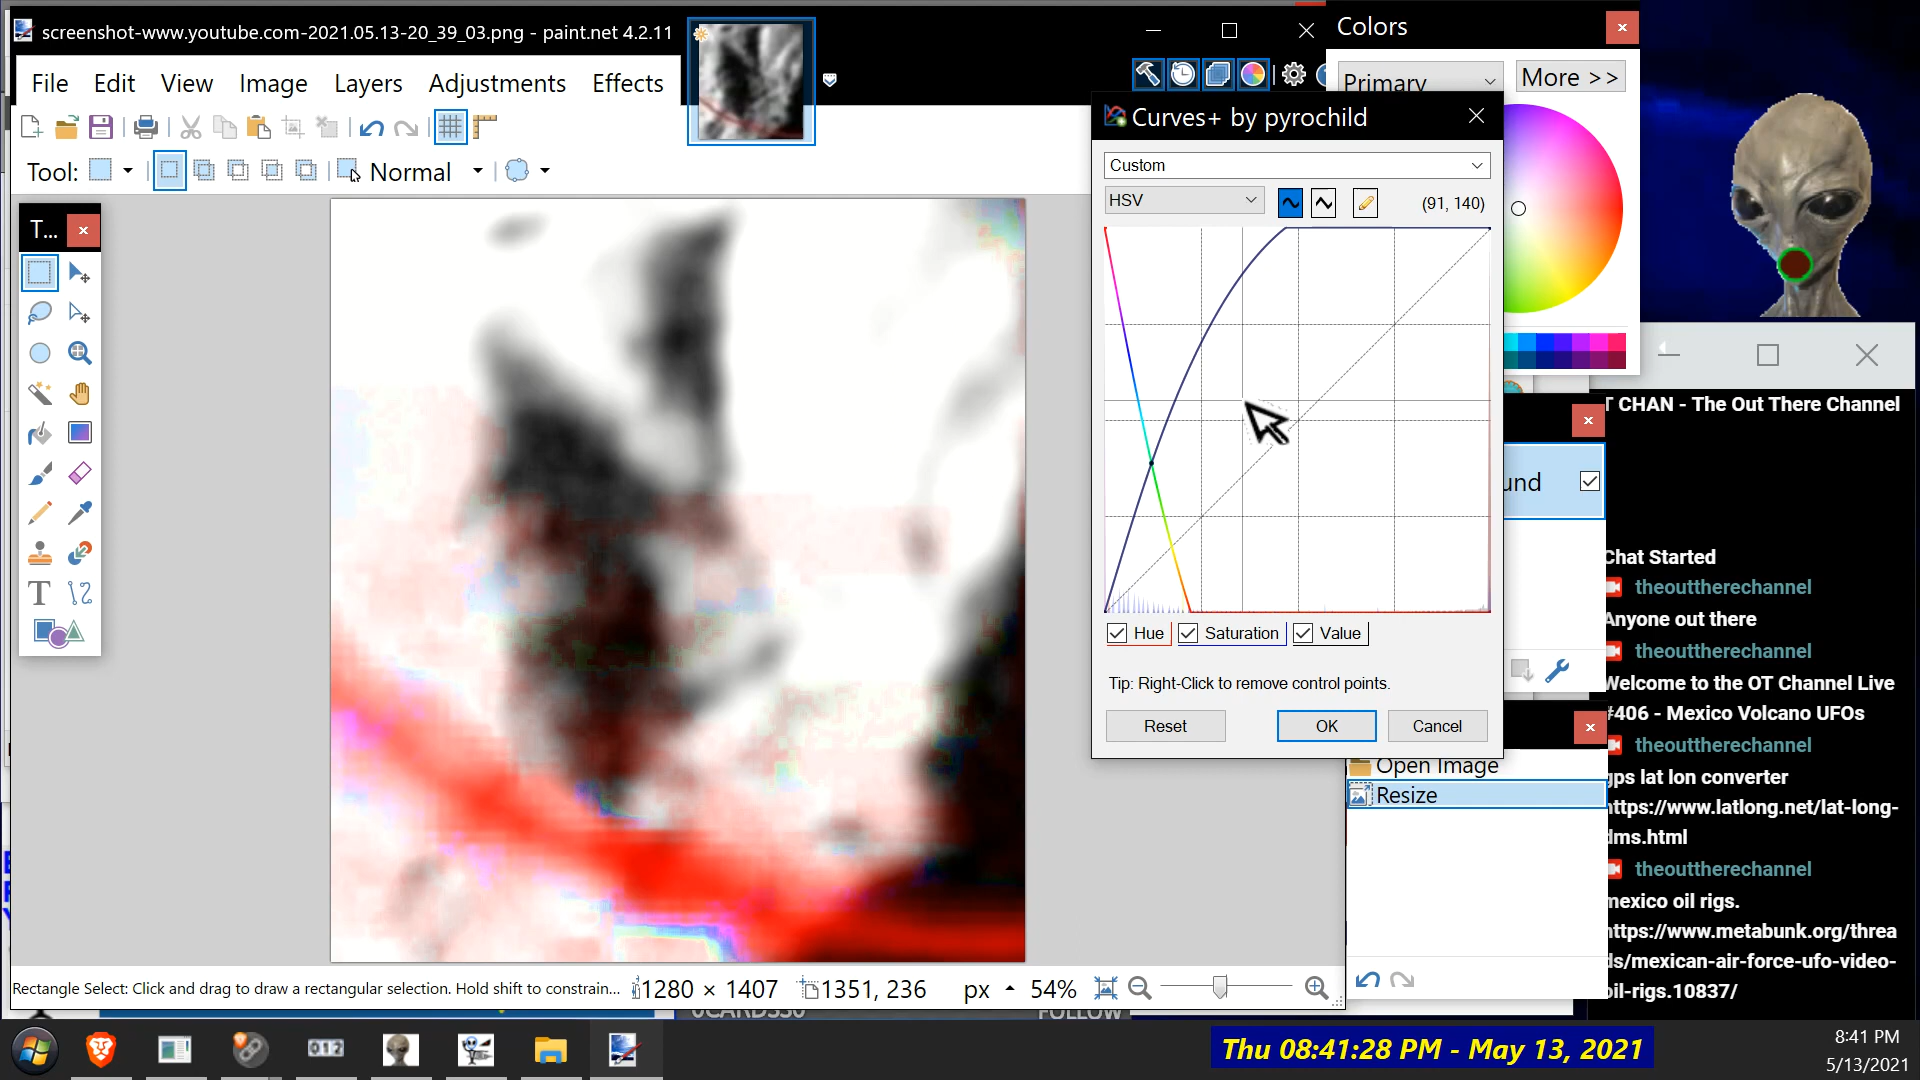 screenshot-www.youtube.com-2021.05.13-20_39_03.png - paint.net 4.2.11
File Edit View Image Layers Adjustments Effects
Tool: Normal
T...
Colors
Primary
More >>
Curves+ by pyrochild
Custom
HSV
(91, 140)
Hue Saturation Value
Tip: Right-Click to remove control points.
Reset OK Cancel
Open Image
Resize
Rectangle Select: Click and drag to draw a rectangular selection. Hold shift to constrain...
1280 × 1407
1351, 236
px
54%
T CHAN - The Out There Channel
Chat Started
theouttherechannel
Anyone out there
theouttherechannel
Welcome to the OT Channel Live
#406 - Mexico Volcano UFOs
theouttherechannel
gps lat lon converter
https://www.latlong.net/lat-long-
dms.html
theouttherechannel
mexico oil rigs.
https://www.metabunk.org/threa
ds/mexican-air-force-ufo-video-
oil-rigs.10837/
FOLLOW
012
Thu 08:41:28 PM - May 13, 2021
8:41 PM
5/13/2021